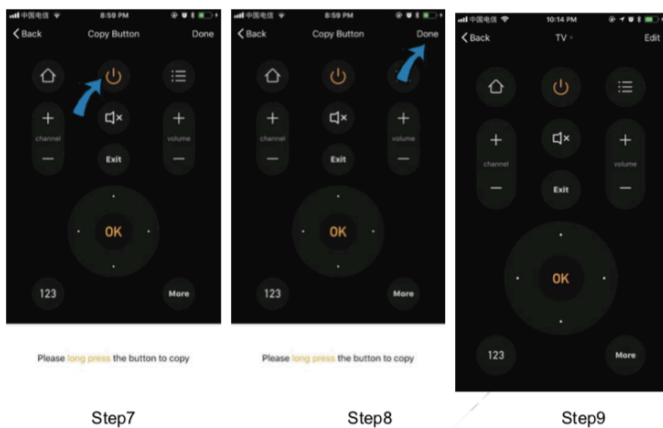 中国电信 8:59 PM
Back Copy Button Done
channel volume
Exit
OK
123 More
Please long press the button to copy
Step7
中国电信 8:59 PM
Back Copy Button Done
channel volume
Exit
OK
123 More
Please long press the button to copy
Step8
中国电信 10:14 PM
Back TV Edit
channel volume
Exit
OK
123 More
Step9